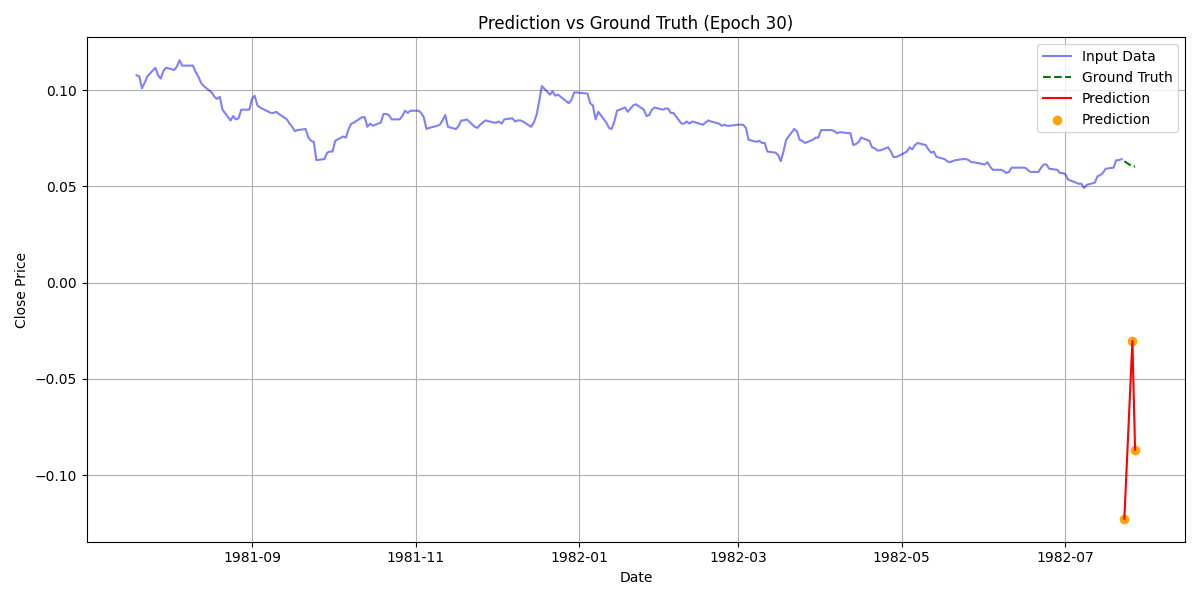 Prediction vs Ground Truth (Epoch 30)
Input Data
Ground Truth
Prediction
Prediction
Close Price
0.10
0.05
0.00
−0.05
−0.10
1981-09 1981-11 1982-01 1982-03 1982-05 1982-07
Date